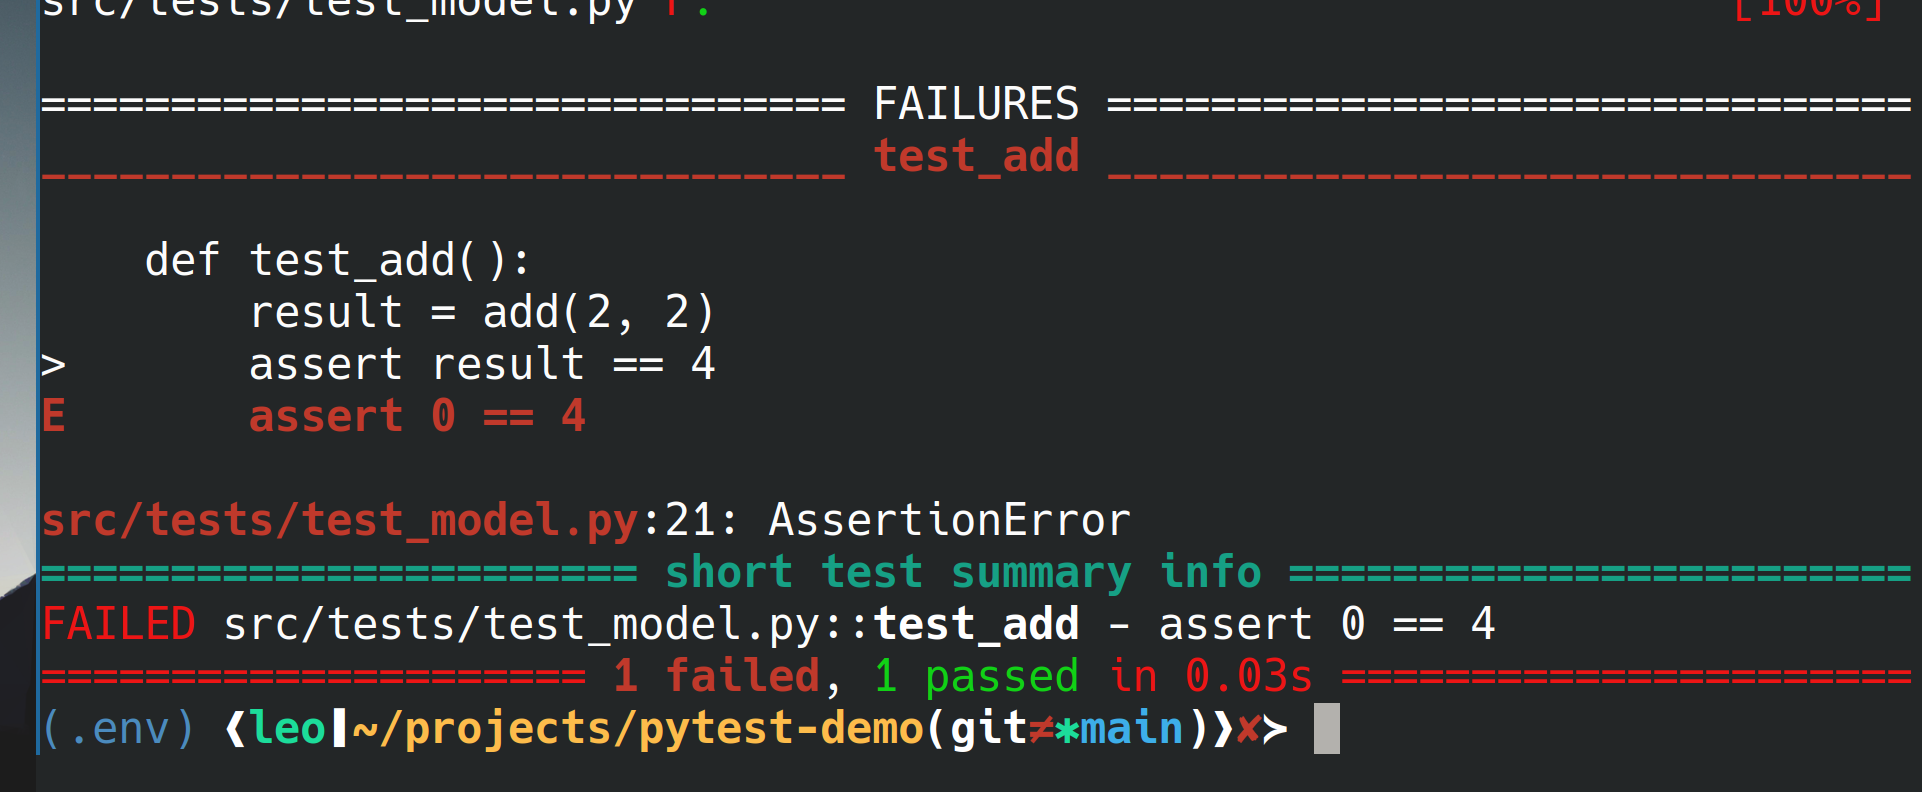 src/tests/test_model.py F. [100%]
=============================== FAILURES ===============================
_______________________________ test_add _______________________________
def test_add():
result = add(2, 2)
> assert result == 4
E assert 0 == 4
src/tests/test_model.py:21: AssertionError
======================= short test summary info ========================
FAILED src/tests/test_model.py::test_add - assert 0 == 4
===================== 1 failed, 1 passed in 0.03s ======================
(.env) ❰leo❙~/projects/pytest-demo(git≠✱main)❱✘≻